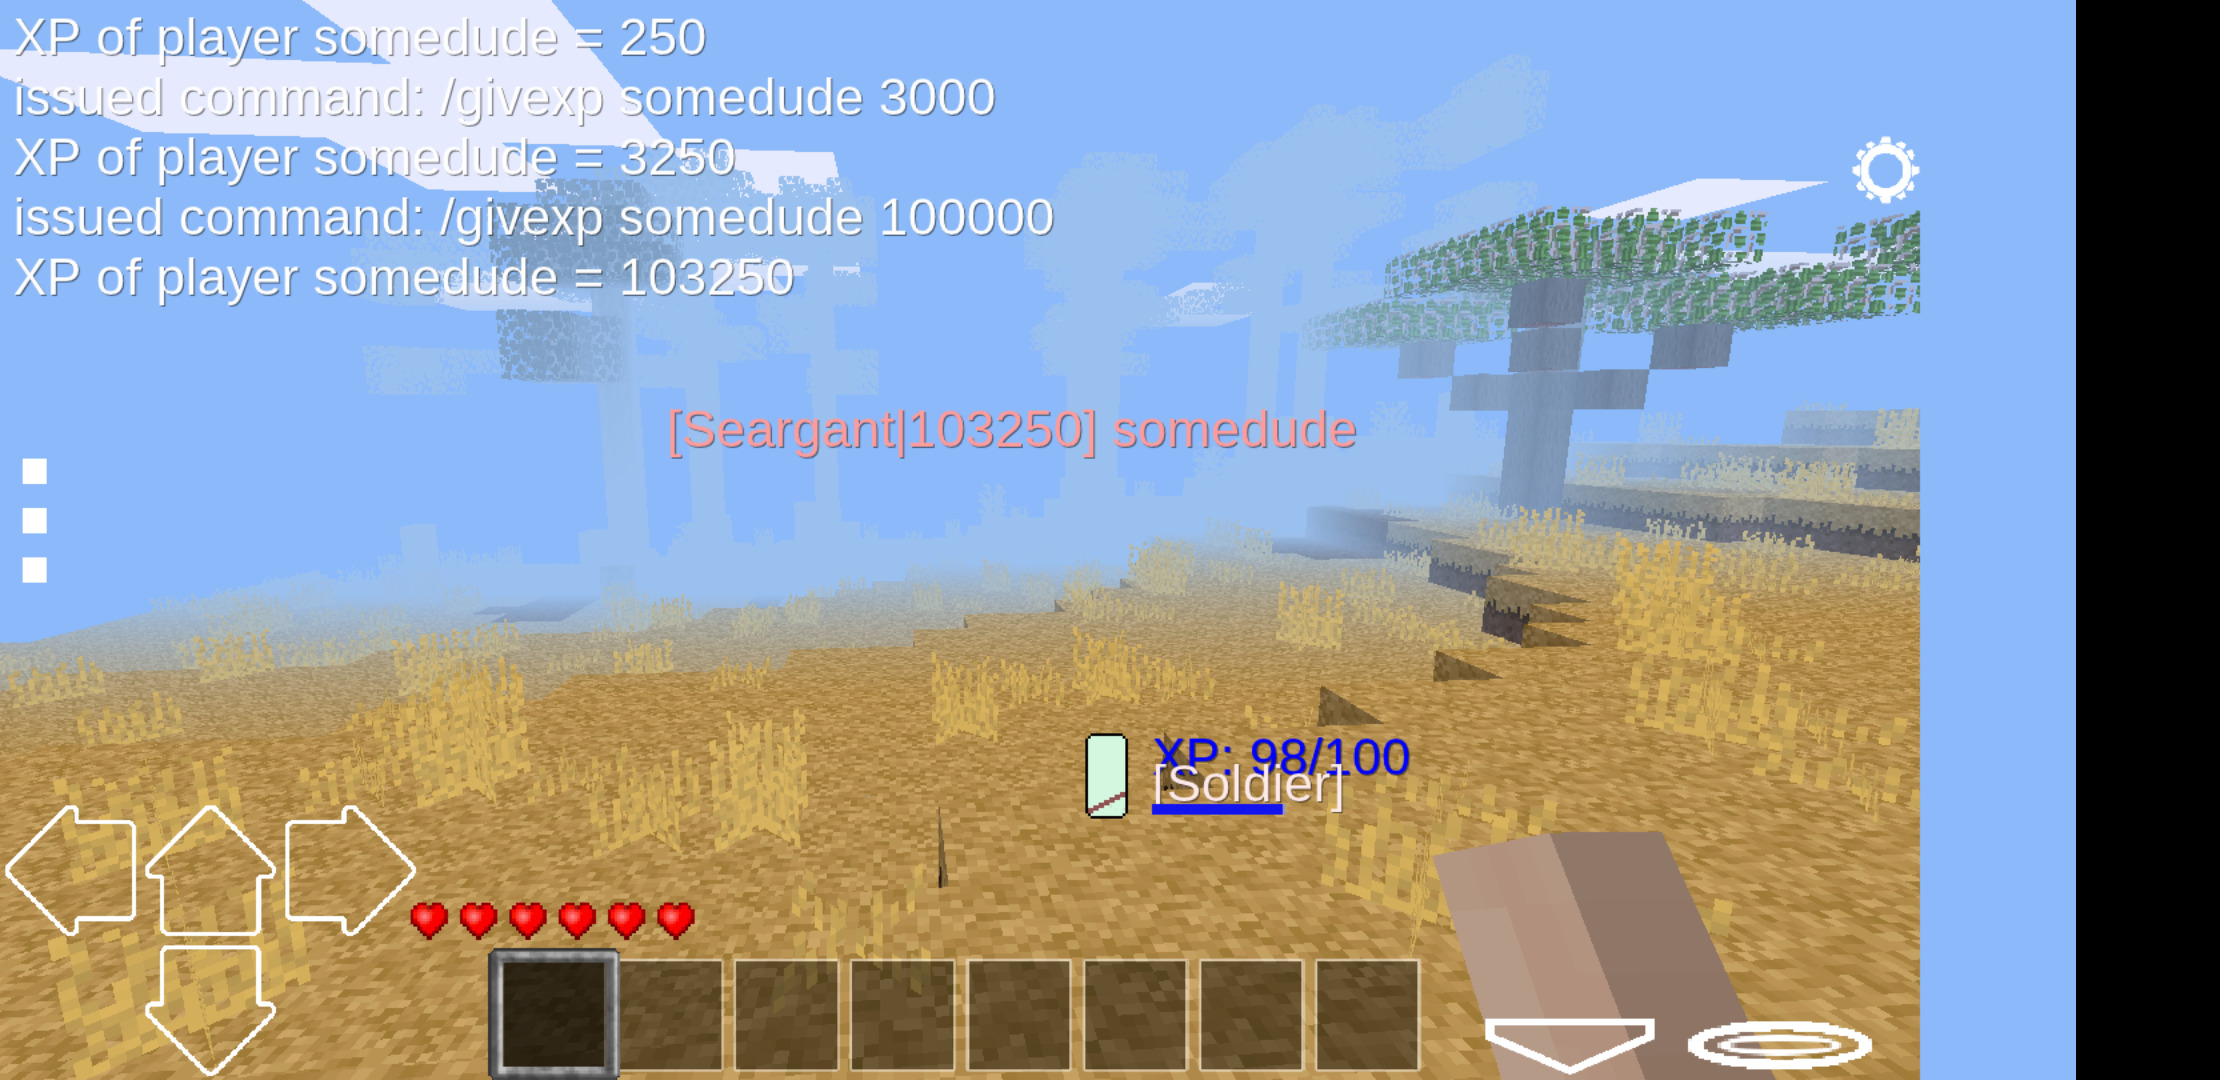 XP of player somedude = 250
issued command: /givexp somedude 3000
XP of player somedude = 3250
issued command: /givexp somedude 100000
XP of player somedude = 103250
[Seargant|103250] somedude
XP: 98/100
[Soldier]